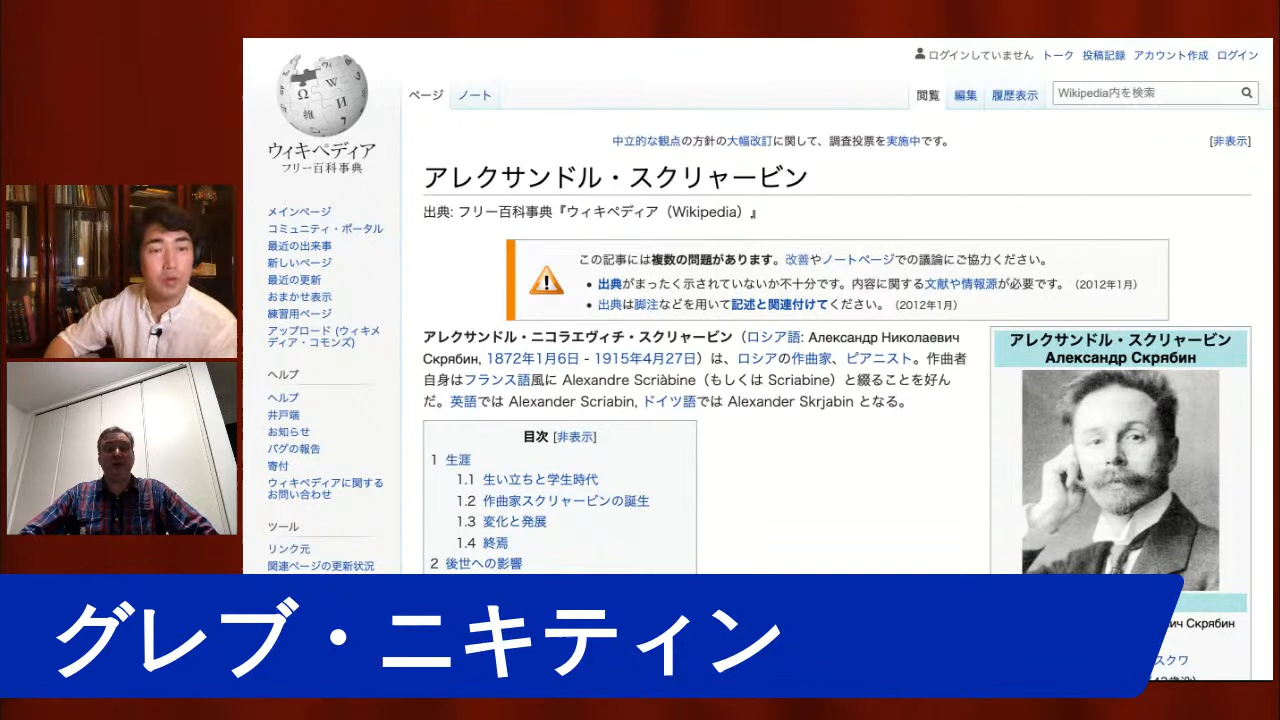 ログインしていません トーク 投稿記録 アカウント作成 ログイン
ページ ノート 閲覧 編集 履歴表示 Wikipedia内を検索
ウィキペディア
フリー百科事典
メインページ
コミュニティ・ポータル
最近の出来事
新しいページ
最近の更新
おまかせ表示
練習用ページ
アップロード (ウィキメ
ディア・コモンズ)
ヘルプ
ヘルプ
井戸端
お知らせ
バグの報告
寄付
ウィキペディアに関する
お問い合わせ
ツール
リンク元
関連ページの更新状況
中立的な観点の方針の大幅改訂に関して、調査投票を実施中です。 [非表示]
アレクサンドル・スクリャービン
出典: フリー百科事典『ウィキペディア（Wikipedia）』
この記事には複数の問題があります。改善やノートページでの議論にご協力ください。
• 出典がまったく示されていないか不十分です。内容に関する文献や情報源が必要です。（2012年1月）
• 出典は脚注などを用いて記述と関連付けてください。（2012年1月）
アレクサンドル・ニコラエヴィチ・スクリャービン（ロシア語: Александр Николаевич
Скрябин, 1872年1月6日 - 1915年4月27日）は、ロシアの作曲家、ピアニスト。作曲者
自身はフランス語風に Alexandre Scriàbine（もしくは Scriabine）と綴ることを好ん
だ。英語では Alexander Scriabin, ドイツ語では Alexander Skrjabin となる。
目次 [非表示]
1 生涯
1.1 生い立ちと学生時代
1.2 作曲家スクリャービンの誕生
1.3 変化と発展
1.4 終焉
2 後世への影響
アレクサンドル・スクリャービン
Александр Скрябин
ич Скрябин
スクワ
グレブ・ニキティン